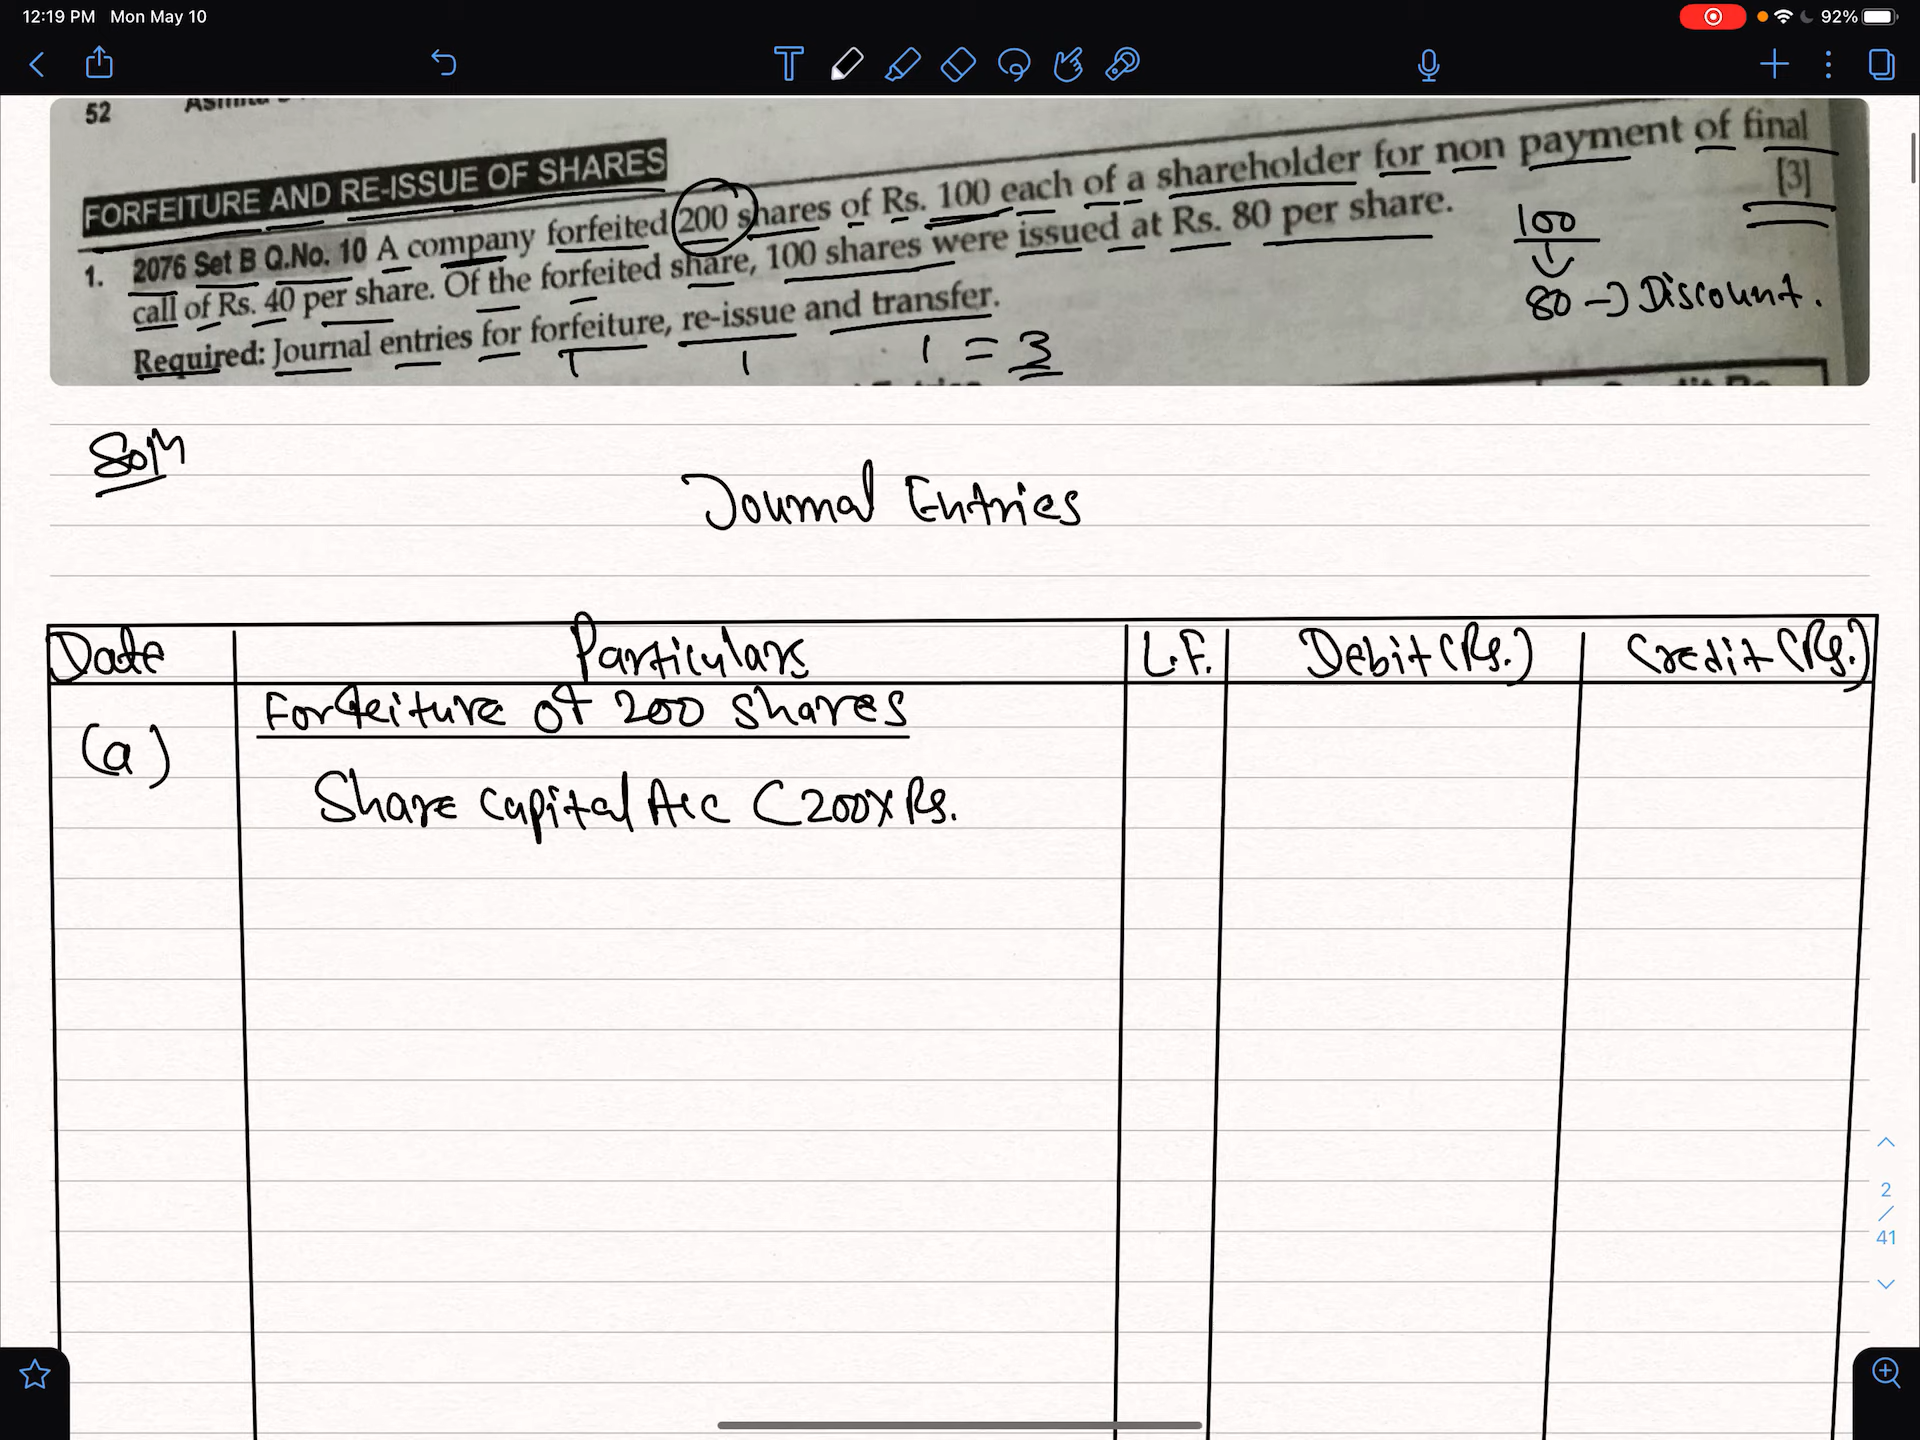 12:19 PM Mon May 10
92%
52
FORFEITURE AND RE-ISSUE OF SHARES
1. 2076 Set B Q.No. 10 A company forfeited 200 shares of Rs. 100 each of a shareholder for non payment of final
call of Rs. 40 per share. Of the forfeited share, 100 shares were issued at Rs. 80 per share. [3]
Required: Journal entries for forfeiture, re-issue and transfer.
1 1 1 = 3
100
80 → Discount.
Soln
Journal Entries
Date Particulars L.F. Debit (Rs.) Credit (Rs.)
(a) Forfeiture of 200 shares
Share capital A/c (200x Rs.
2
/
41